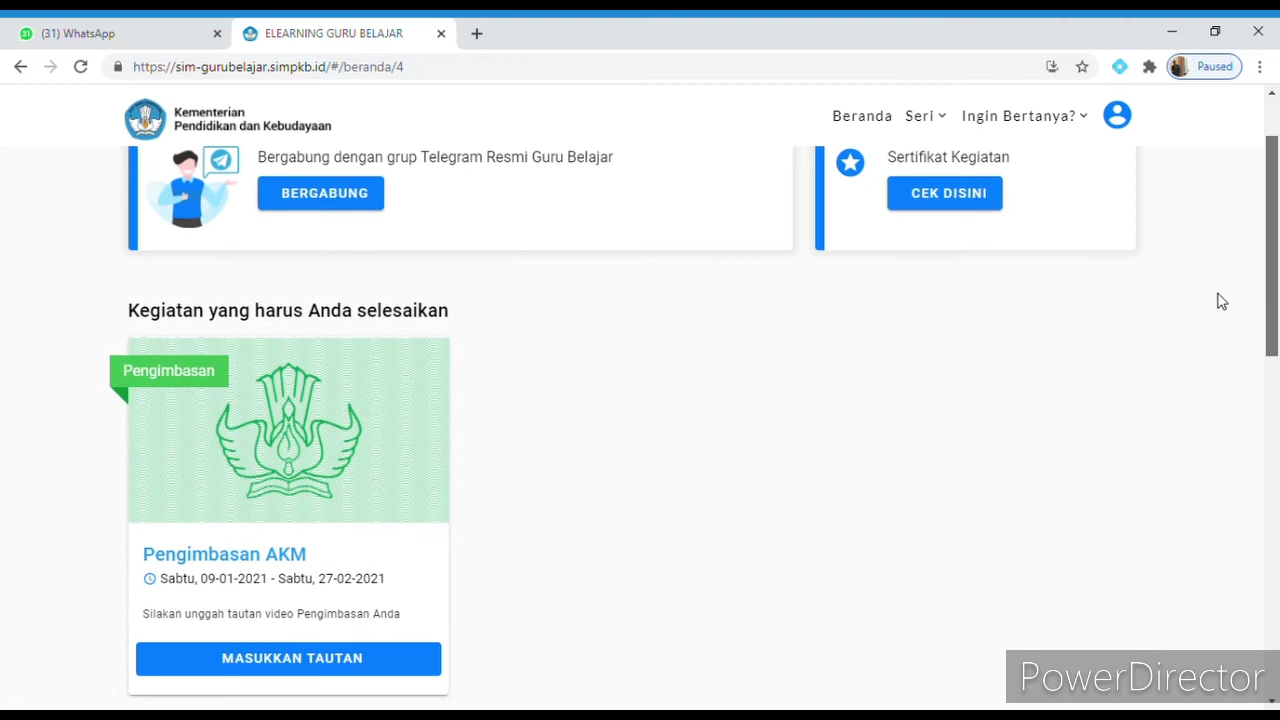 (31) WhatsApp
ELEARNING GURU BELAJAR
https://sim-gurubelajar.simpkb.id/#/beranda/4
Paused
Kementerian
Pendidikan dan Kebudayaan
Beranda
Seri
Ingin Bertanya?
Bergabung dengan grup Telegram Resmi Guru Belajar
BERGABUNG
Sertifikat Kegiatan
CEK DISINI
Kegiatan yang harus Anda selesaikan
Pengimbasan
Pengimbasan AKM
Sabtu, 09-01-2021 - Sabtu, 27-02-2021
Silakan unggah tautan video Pengimbasan Anda
MASUKKAN TAUTAN
PowerDirector